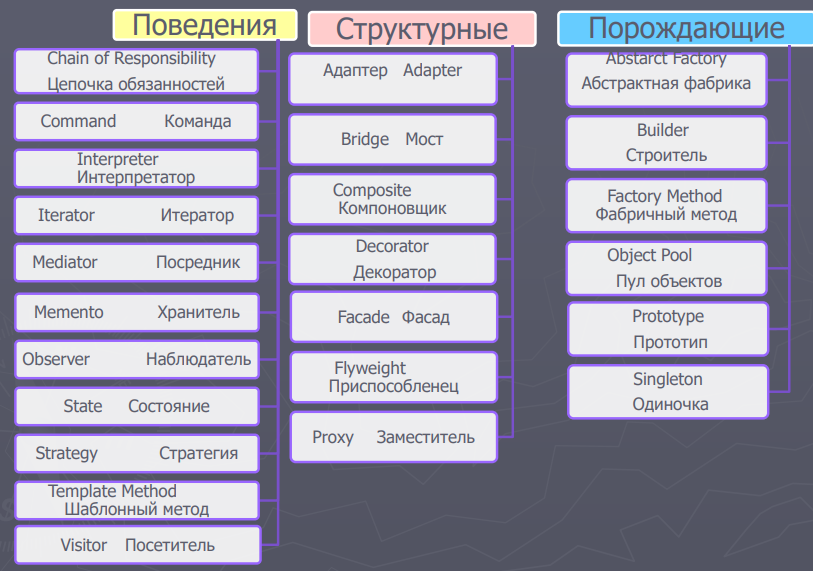 Поведения
Chain of Responsibility
Цепочка обязанностей
Command Команда
Interpreter
Интерпретатор
Iterator Итератор
Mediator Посредник
Memento Хранитель
Observer Наблюдатель
State Состояние
Strategy Стратегия
Template Method
Шаблонный метод
Visitor Посетитель
Структурные
Адаптер Adapter
Bridge Мост
Composite
Компоновщик
Decorator
Декоратор
Facade Фасад
Flyweight
Приспособленец
Proxy Заместитель
Порождающие
Abstarct Factory
Абстрактная фабрика
Builder
Строитель
Factory Method
Фабричный метод
Object Pool
Пул объектов
Prototype
Прототип
Singleton
Одиночка